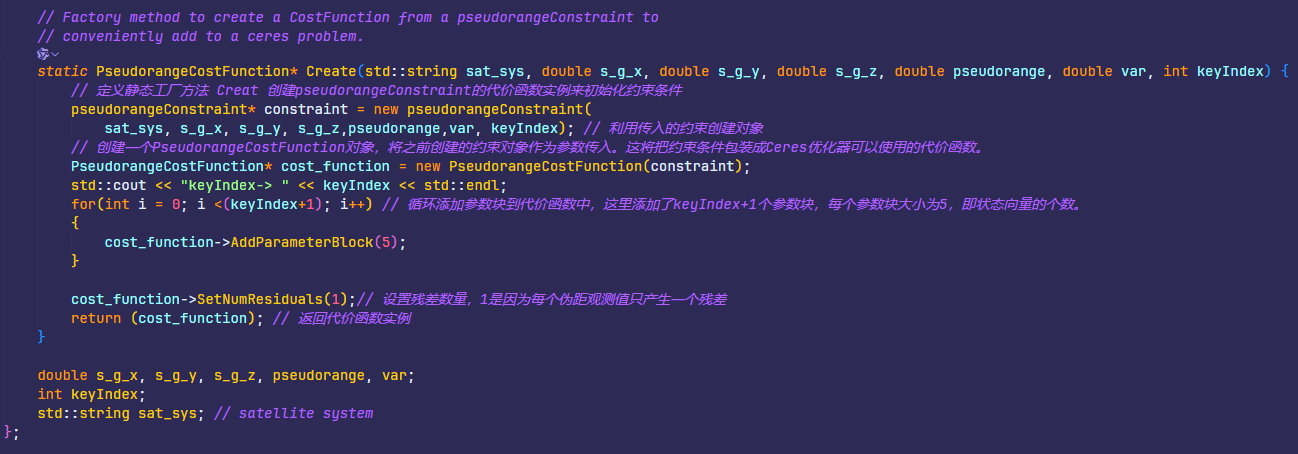 // Factory method to create a CostFunction from a pseudorangeConstraint to
// conveniently add to a ceres problem.
static PseudorangeCostFunction* Create(std::string sat_sys, double s_g_x, double s_g_y, double s_g_z, double pseudorange, double var, int keyIndex) {
// 定义静态工厂方法 Creat 创建pseudorangeConstraint的代价函数实例来初始化约束条件
pseudorangeConstraint* constraint = new pseudorangeConstraint(
sat_sys, s_g_x, s_g_y, s_g_z,pseudorange,var, keyIndex); // 利用传入的约束创建对象
// 创建一个PseudorangeCostFunction对象，将之前创建的约束对象作为参数传入。这将把约束条件包装成Ceres优化器可以使用的代价函数。
PseudorangeCostFunction* cost_function = new PseudorangeCostFunction(constraint);
std::cout << "keyIndex-> " << keyIndex << std::endl;
for(int i = 0; i <(keyIndex+1); i++) // 循环添加参数块到代价函数中，这里添加了keyIndex+1个参数块，每个参数块大小为5，即状态向量的个数。
{
cost_function->AddParameterBlock(5);
}
cost_function->SetNumResiduals(1);// 设置残差数量，1是因为每个伪距观测值只产生一个残差
return (cost_function); // 返回代价函数实例
}
double s_g_x, s_g_y, s_g_z, pseudorange, var;
int keyIndex;
std::string sat_sys; // satellite system
};